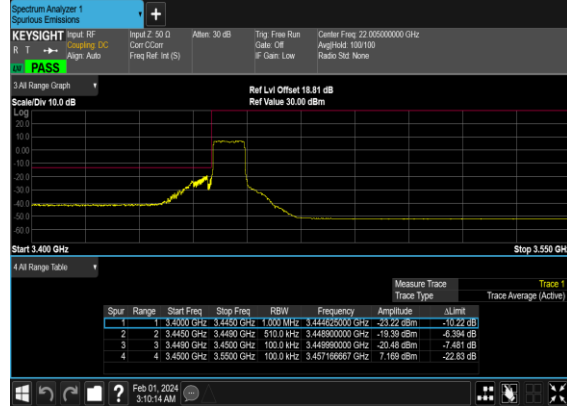 Spectrum Analyzer 1
Spurious Emissions
+
KEYSIGHT Input: RF Input Z: 50 Ω Atten: 30 dB Trig: Free Run Center Freq: 22.005000000 GHz
R T Coupling: DC Corr CCorr Gate: Off Avg|Hold: 100/100
Align: Auto Freq Ref: Int (S) IF Gain: Low Radio Std: None
PASS
3 All Range Graph
Ref Lvl Offset 18.81 dB
Scale/Div 10.0 dB Ref Value 30.00 dBm
Log
20.0
10.0
0.00
-10.0
-20.0
-30.0
-40.0
-50.0
-60.0
Start 3.400 GHz Stop 3.550 GHz
4 All Range Table
Measure Trace Trace 1
Trace Type Trace Average (Active)
Spur Range Start Freq Stop Freq RBW Frequency Amplitude ΔLimit
1 1 3.4000 GHz 3.4450 GHz 1.000 MHz 3.444625000 GHz -23.22 dBm -10.22 dB
2 2 3.4450 GHz 3.4490 GHz 510.0 kHz 3.448900000 GHz -19.39 dBm -6.394 dB
3 3 3.4490 GHz 3.4500 GHz 100.0 kHz 3.449990000 GHz -20.48 dBm -7.481 dB
4 4 3.4500 GHz 3.5500 GHz 100.0 kHz 3.457166667 GHz 7.169 dBm -22.83 dB
? Feb 01, 2024
3:10:14 AM